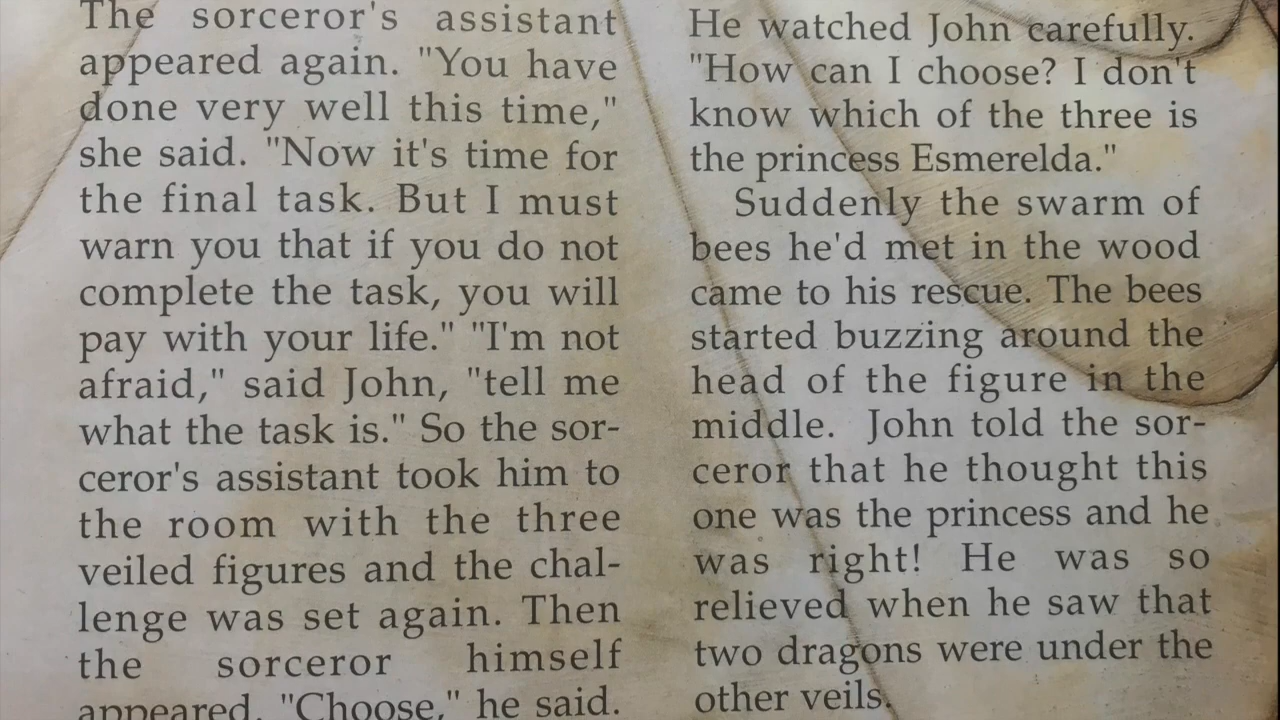 The sorceror's assistant
appeared again. "You have
done very well this time,"
she said. "Now it's time for
the final task. But I must
warn you that if you do not
complete the task, you will
pay with your life." "I'm not
afraid," said John, "tell me
what the task is." So the sor-
ceror's assistant took him to
the room with the three
veiled figures and the chal-
lenge was set again. Then
the sorceror himself
appeared. "Choose," he said.
He watched John carefully.
"How can I choose? I don't
know which of the three is
the princess Esmerelda."
Suddenly the swarm of
bees he'd met in the wood
came to his rescue. The bees
started buzzing around the
head of the figure in the
middle. John told the sor-
ceror that he thought this
one was the princess and he
was right! He was so
relieved when he saw that
two dragons were under the
other veils.